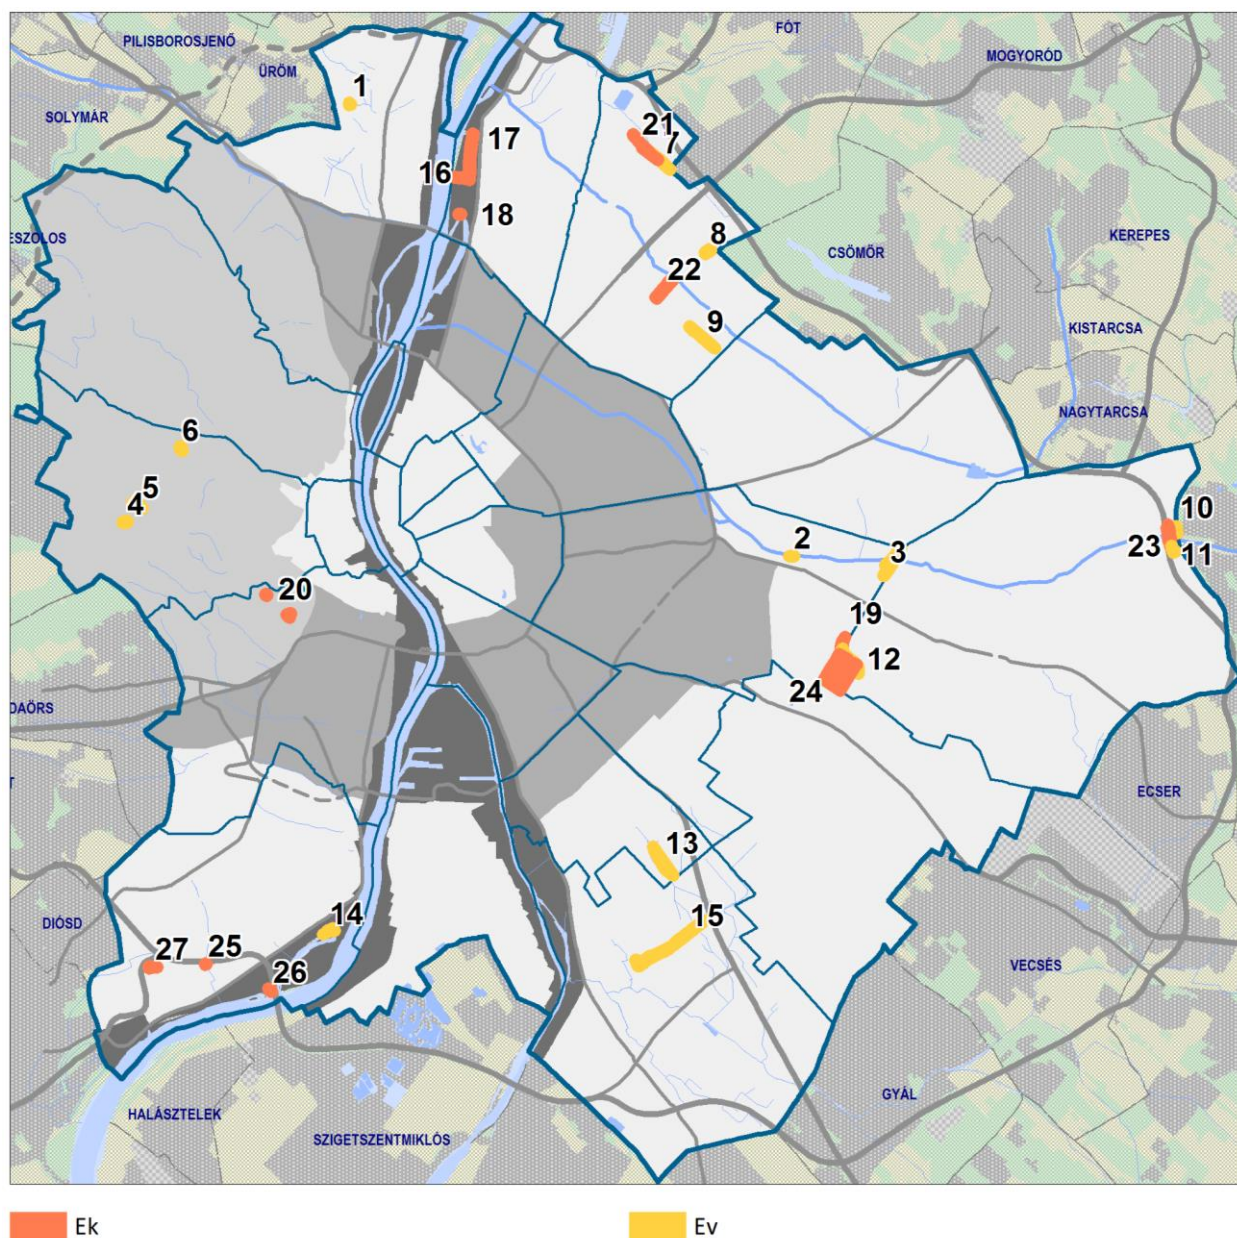 FÓT
PILISBOROSJENŐ
MOGYORÓD
ÜRÖM
1
SOLYMÁR
21
17
7
16
18
KEREPES
ESZOLOS
8
CSÖMÖR
22
9
KISTARCSA
NAGYTARCSA
6
5
4
10
2
23
11
3
20
19
12
24
DAÖRS
T
ECSER
13
15
14
DIÓSD
27
25
VECSÉS
26
GYÁL
HALÁSZTELEK
SZIGETSZENTMIKLÓS
Ek
Ev